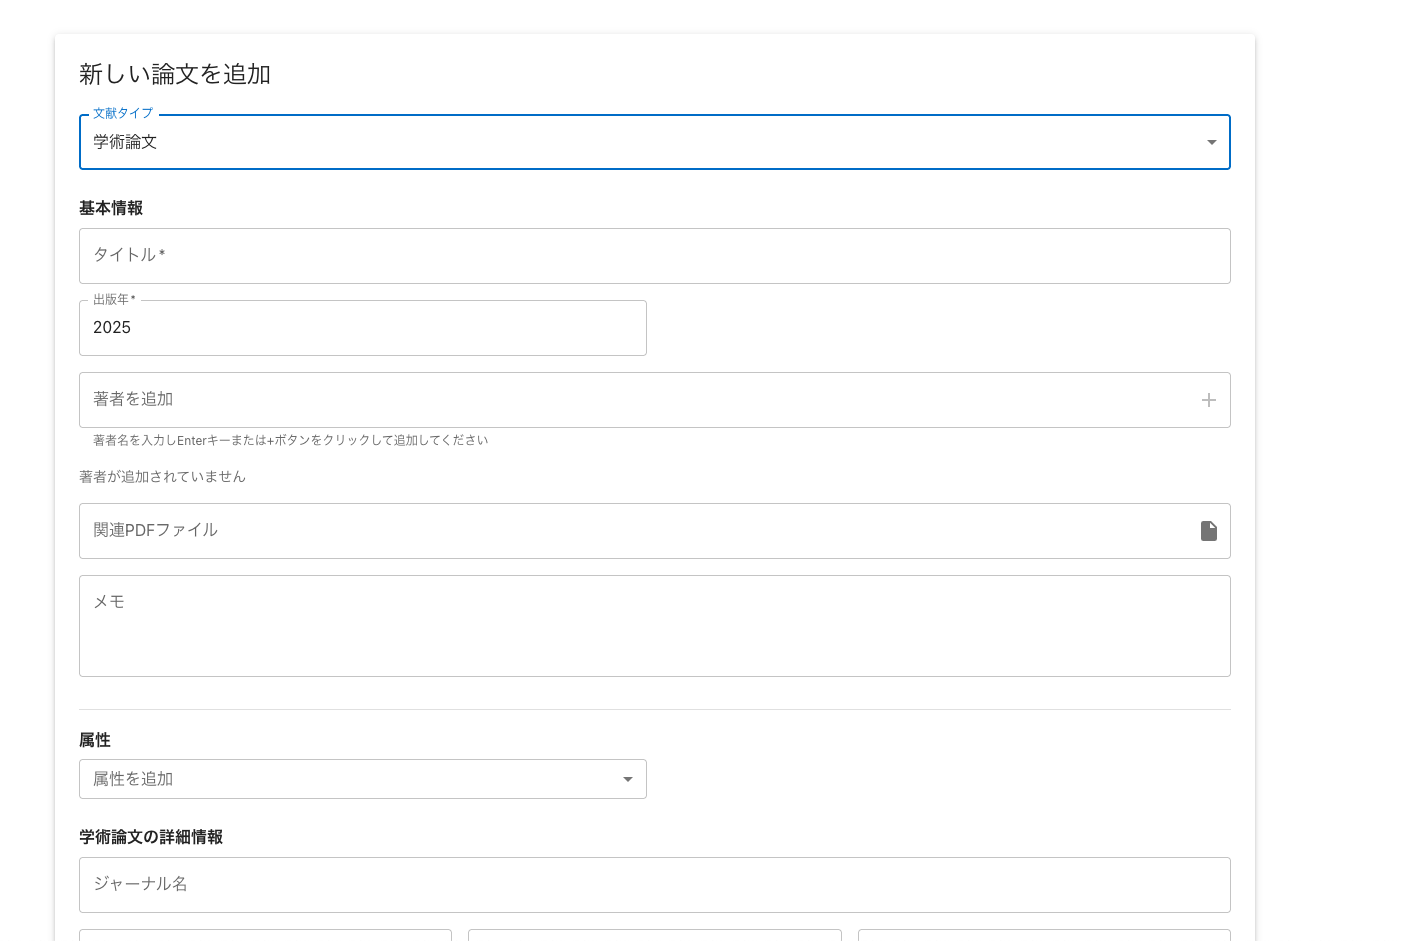 新しい論文を追加
文献タイプ
学術論文
基本情報
タイトル *
出版年 *
2025
著者を追加
著者名を入力しEnterキーまたは+ボタンをクリックして追加してください
著者が追加されていません
関連PDFファイル
メモ
属性
属性を追加
学術論文の詳細情報
ジャーナル名